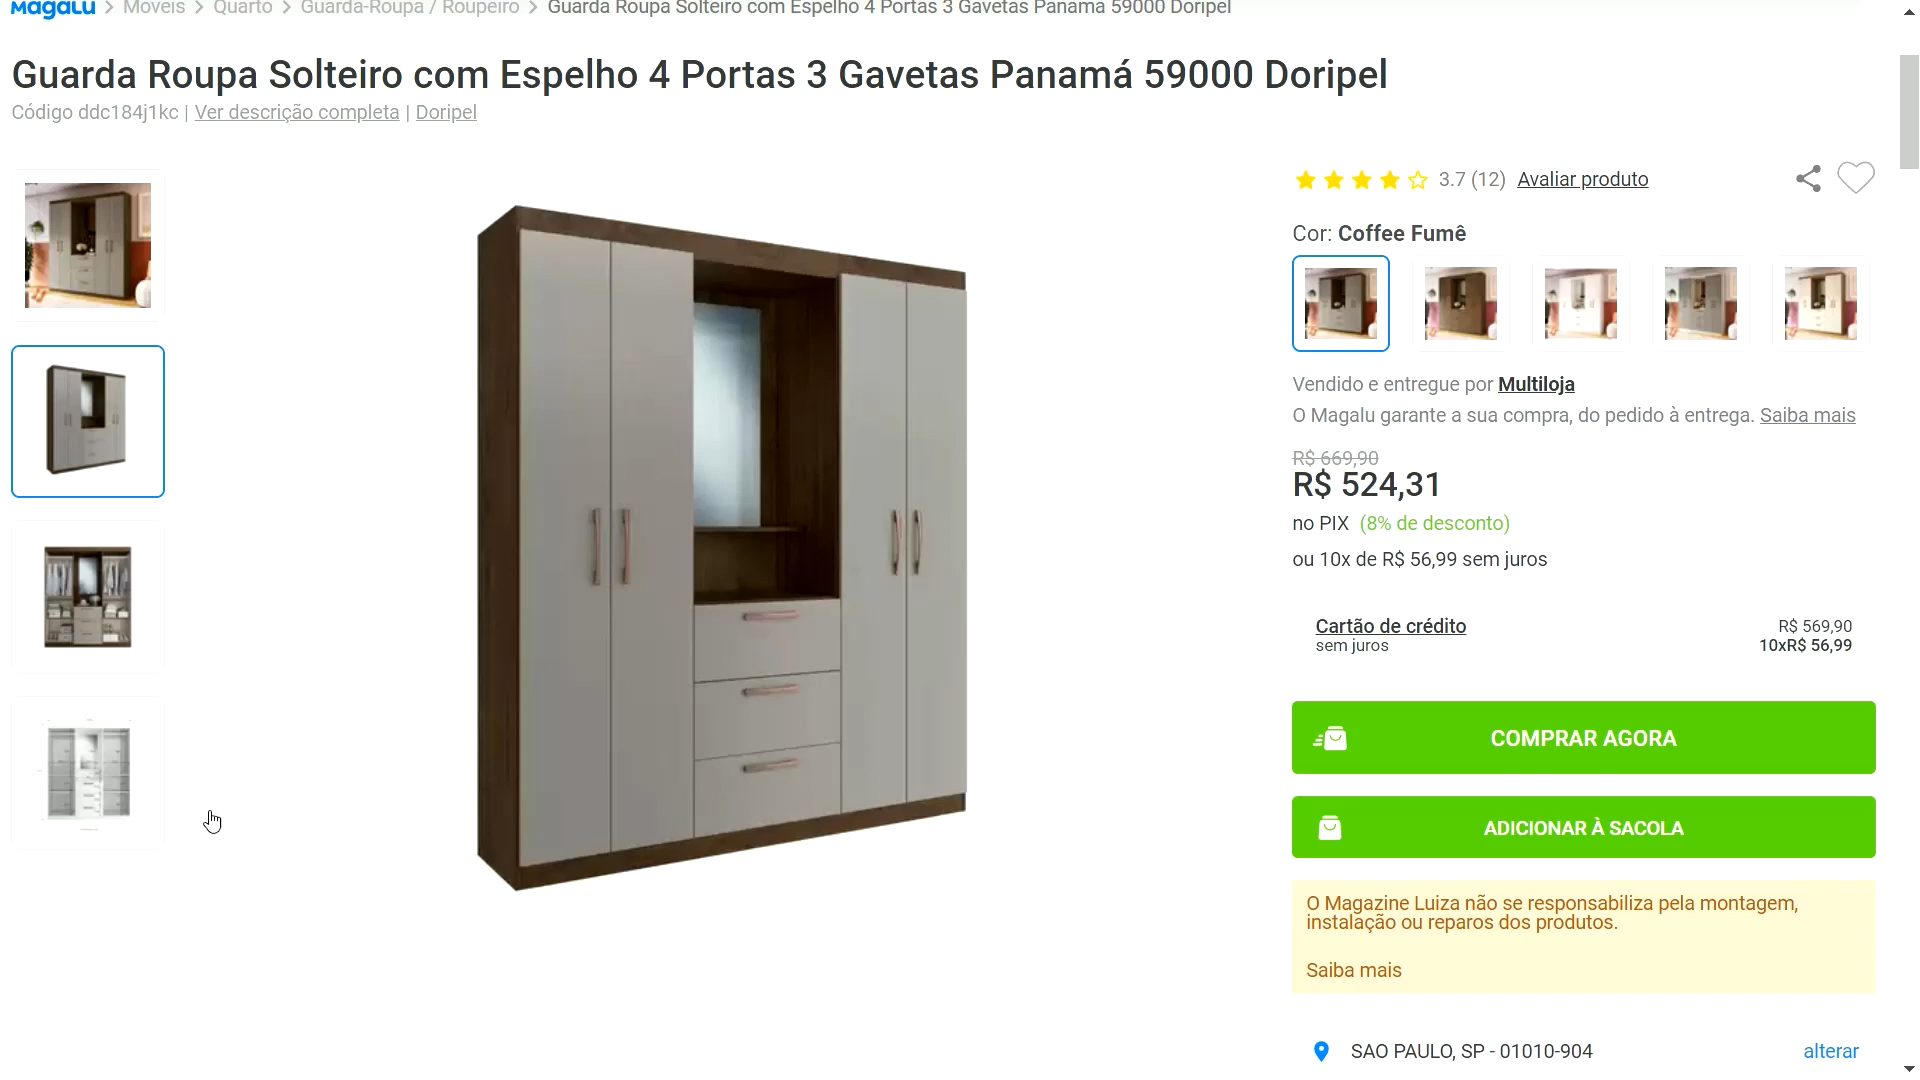 Magalu > Móveis > Quarto > Guarda-Roupa / Roupeiro > Guarda Roupa Solteiro com Espelho 4 Portas 3 Gavetas Panamá 59000 Doripel
Guarda Roupa Solteiro com Espelho 4 Portas 3 Gavetas Panamá 59000 Doripel
Código ddc184j1kc | Ver descrição completa | Doripel
3.7 (12) Avaliar produto
Cor: Coffee Fumê
Vendido e entregue por Multiloja
O Magalu garante a sua compra, do pedido à entrega. Saiba mais
R$ 669,90
R$ 524,31
no PIX (8% de desconto)
ou 10x de R$ 56,99 sem juros
Cartão de crédito R$ 569,90
sem juros 10xR$ 56,99
COMPRAR AGORA
ADICIONAR À SACOLA
O Magazine Luiza não se responsabiliza pela montagem,
instalação ou reparos dos produtos.
Saiba mais
SAO PAULO, SP - 01010-904 alterar